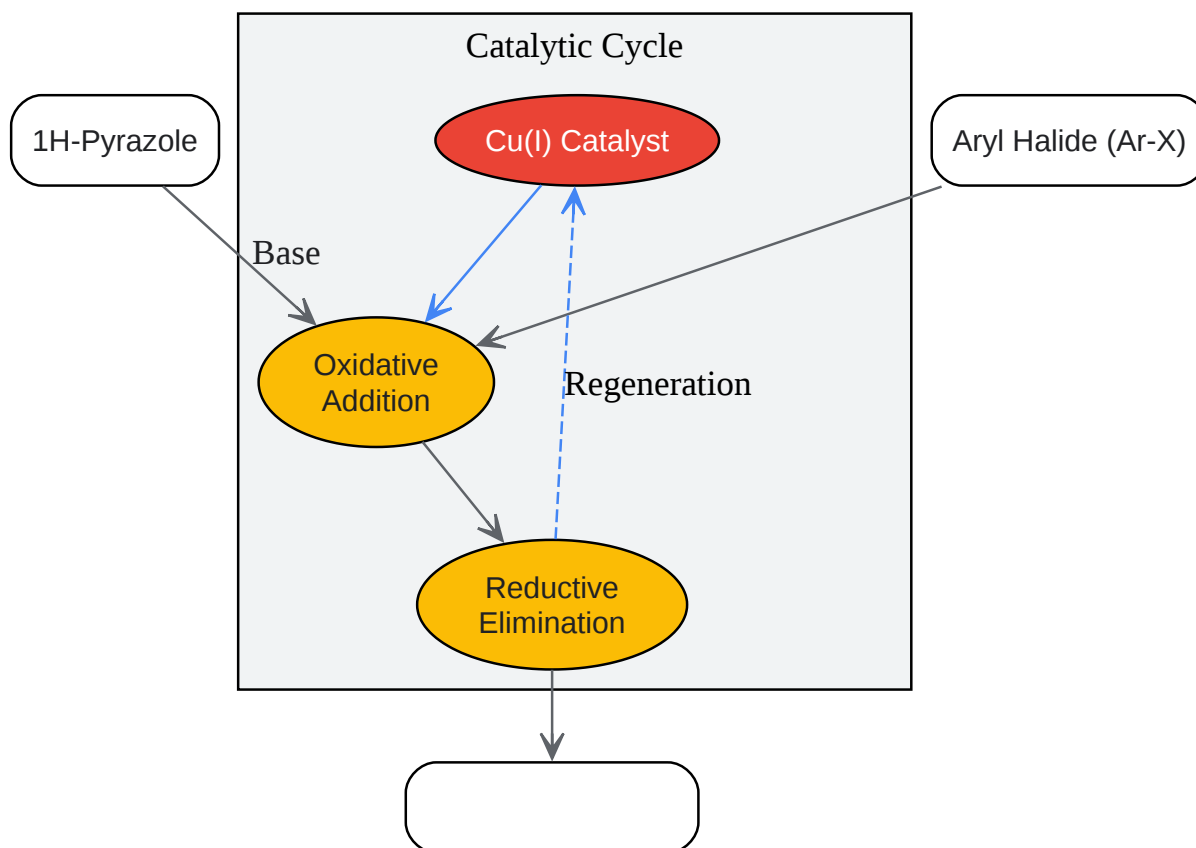 Catalytic Cycle
1H-Pyrazole
Cu(I) Catalyst
Aryl Halide (Ar-X)
Base
Oxidative
Addition
Regeneration
Reductive
Elimination